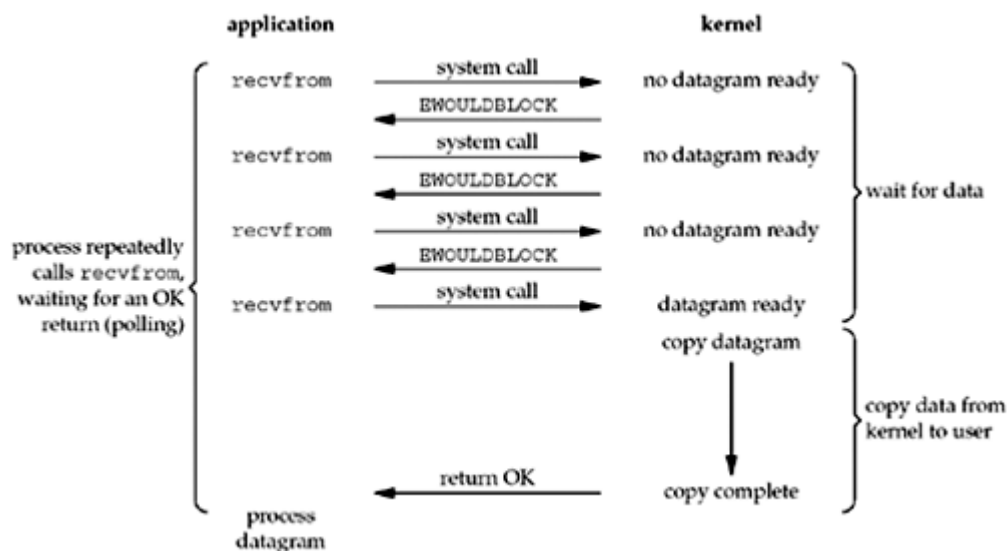 application kernel
recvfrom system call no datagram ready
EWOULDBLOCK
recvfrom system call no datagram ready
EWOULDBLOCK
recvfrom system call no datagram ready
EWOULDBLOCK
recvfrom system call datagram ready
wait for data
process repeatedly
calls recvfrom,
waiting for an OK
return (polling)
copy datagram
copy data from
kernel to user
return OK copy complete
process
datagram